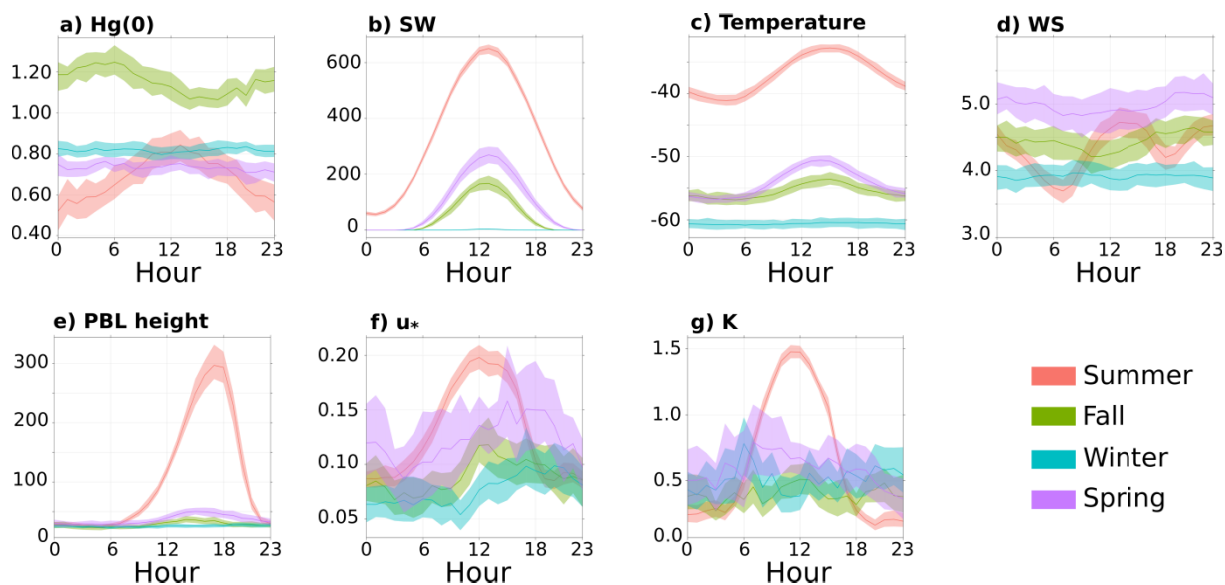 a) Hg(0)
1.20
1.00
0.80
0.60
0.40
0 6 12 18 23
Hour
b) SW
600
400
200
0
0 6 12 18 23
Hour
c) Temperature
-40
-50
-60
0 6 12 18 23
Hour
d) WS
5.0
4.0
3.0
0 6 12 18 23
Hour
e) PBL height
300
200
100
0
0 6 12 18 23
Hour
f) u*
0.20
0.15
0.10
0.05
0 6 12 18 23
Hour
g) K
1.5
1.0
0.5
0.0
0 6 12 18 23
Hour
Summer
Fall
Winter
Spring